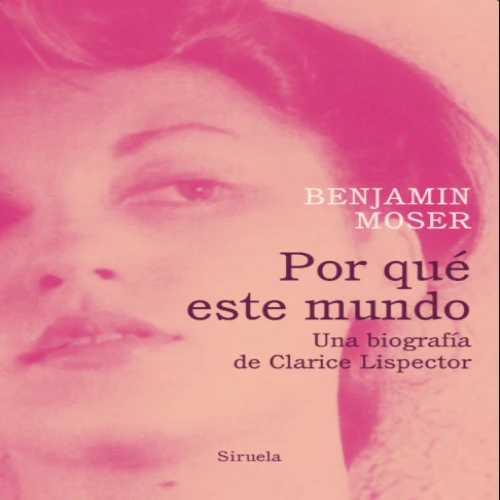 BENJAMIN
MOSER
Por qué
este mundo
Una biografía
de Clarice Lispector
Siruela